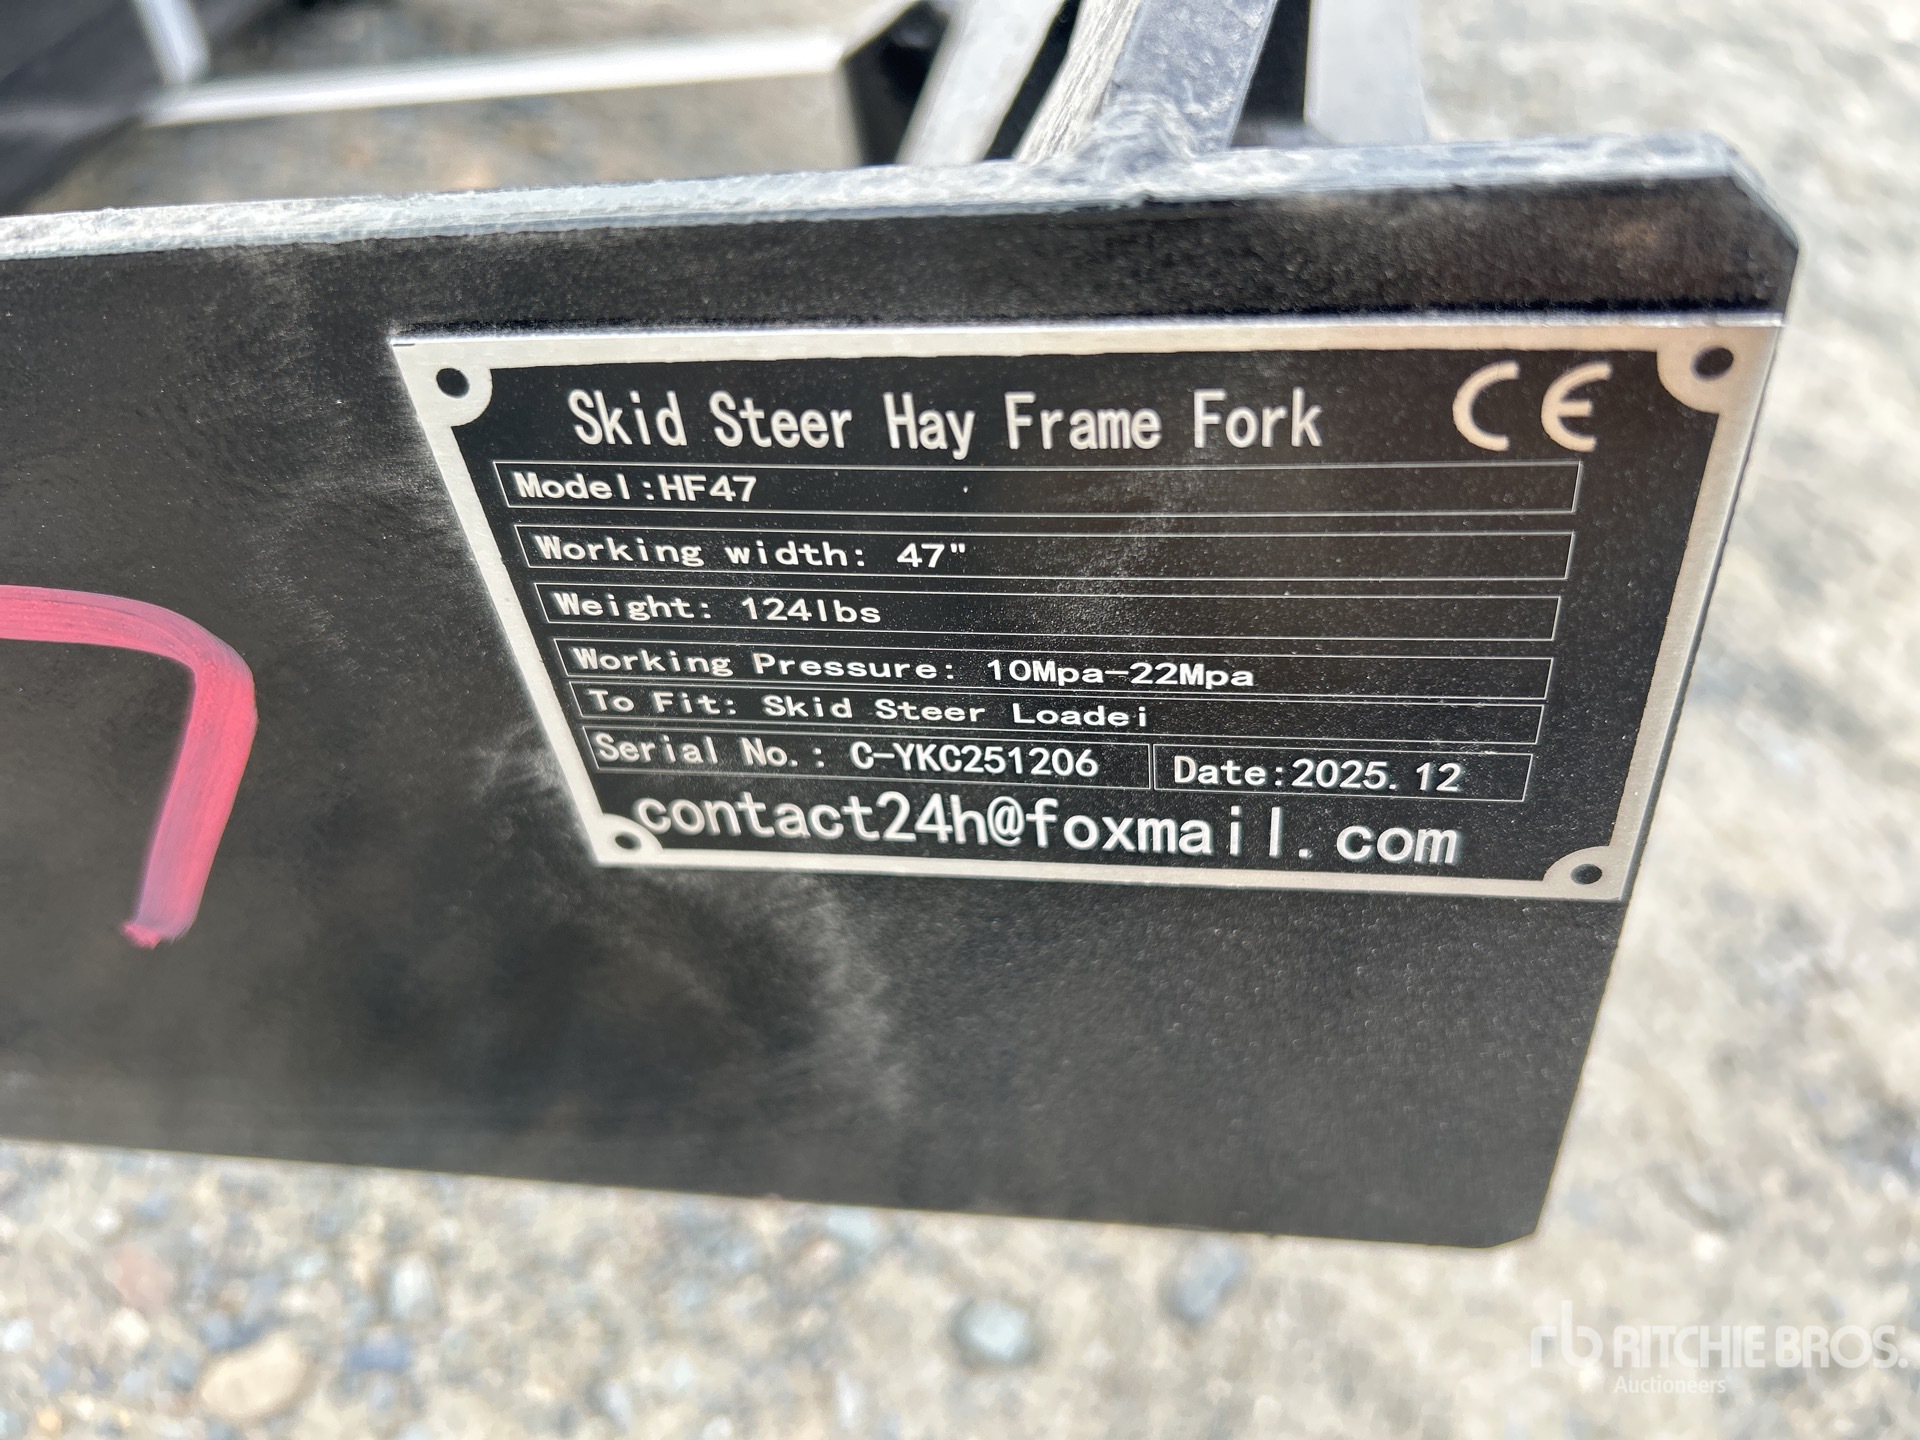 Skid Steer Hay Frame Fork CE
Model:HF47
Working width: 47"
Weight: 124lbs
Working Pressure: 10Mpa-22Mpa
To Fit: Skid Steer Loadei
Serial No.: C-YKC251206 Date:2025.12
contact24h@foxmail.com
rb RITCHIE BROS.
Auctioneers